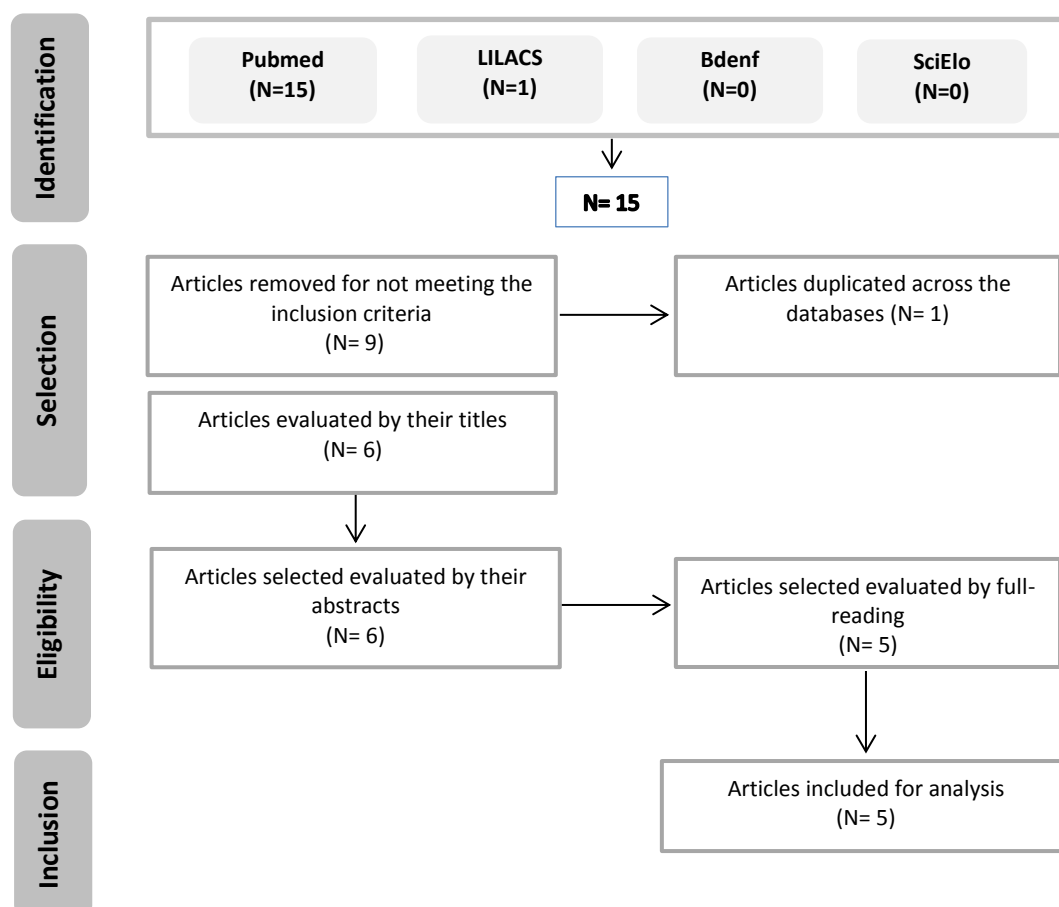 Identification
Pubmed
(N=15)
LILACS
(N=1)
Bdenf
(N=0)
SciElo
(N=0)
N= 15
Selection
Articles removed for not meeting the
inclusion criteria
(N= 9)
Articles duplicated across the
databases (N= 1)
Articles evaluated by their titles
(N= 6)
Eligibility
Articles selected evaluated by their
abstracts
(N= 6)
Articles selected evaluated by full-
reading
(N= 5)
Inclusion
Articles included for analysis
(N= 5)